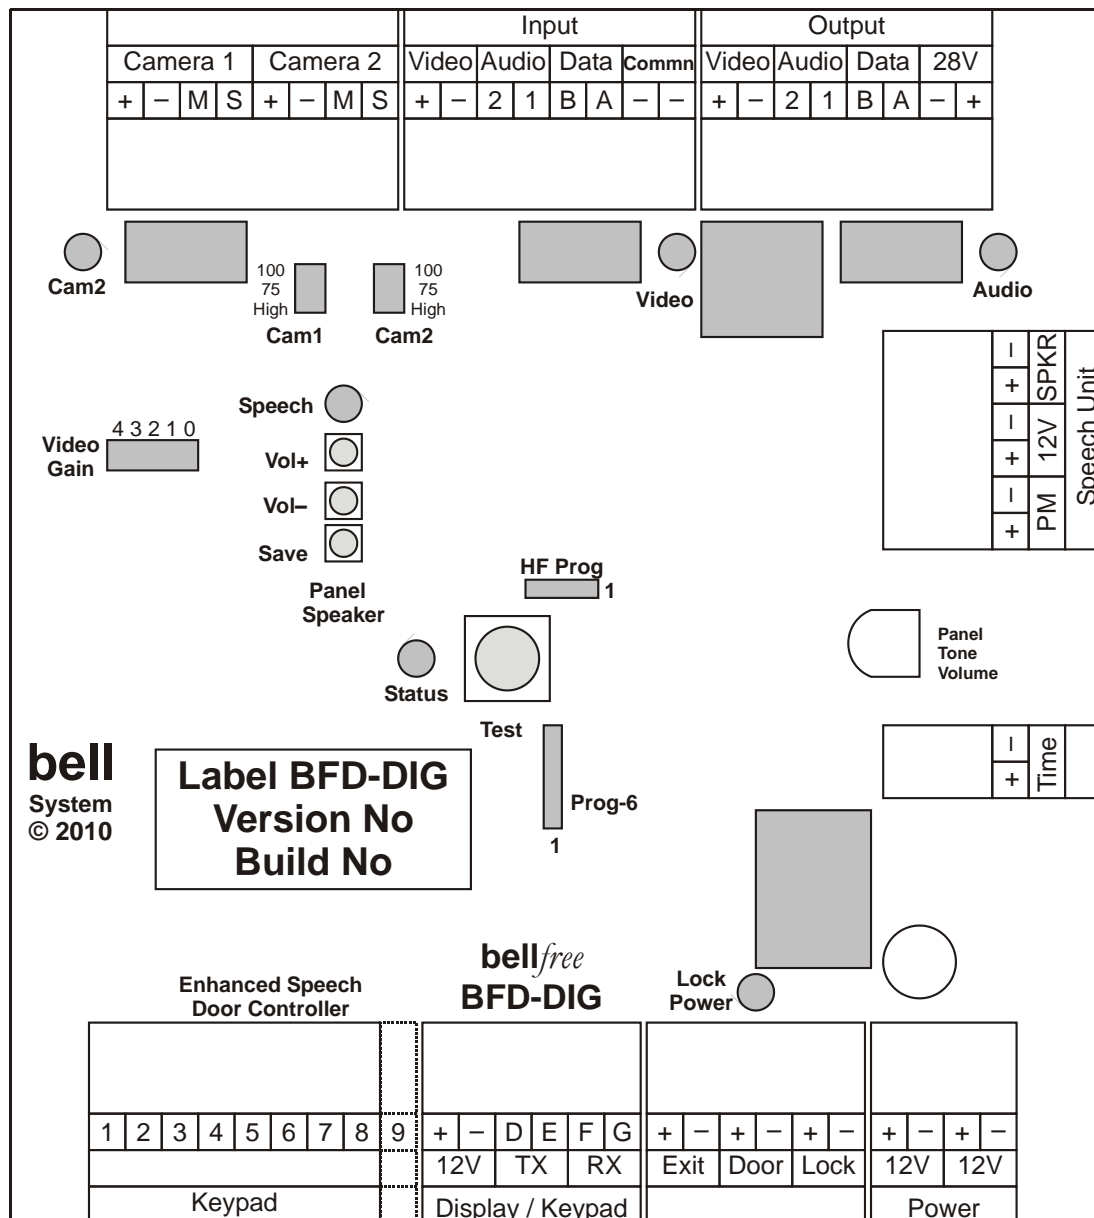 Input
Output
Camera 1 Camera 2
Video Audio Data Commn
Video Audio Data 28V
+ − M S + − M S
+ − 2 1 B A − −
+ − 2 1 B A − +
Cam2
100
75
High
Cam1
100
75
High
Cam2
Video
Audio
− + SPKR
− + 12V
− + PM
Speech Unit
Speech
4 3 2 1 0
Video
Gain
Vol+
Vol−
Save
Panel
Speaker
HF Prog
1
Status
Test
Panel
Tone
Volume
− + Time
bell
System
© 2010
Label BFD-DIG
Version No
Build No
Prog-6
1
bellfree
BFD-DIG
Enhanced Speech
Door Controller
Lock
Power
1 2 3 4 5 6 7 8 9
+ − D E F G
+ − + − + −
+ − + −
12V TX RX
Exit Door Lock
12V 12V
Keypad
Display / Keypad
Power